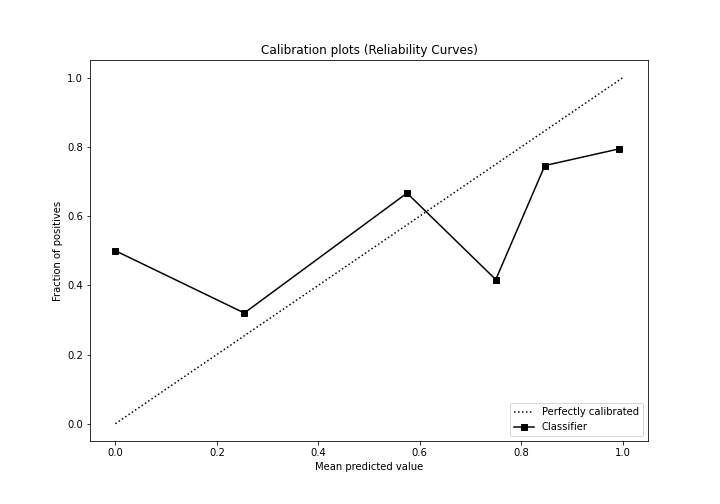 Calibration plots (Reliability Curves)
1.0
0.8
0.6
0.4
0.2
0.0
Fraction of positives
0.0 0.2 0.4 0.6 0.8 1.0
Mean predicted value
Perfectly calibrated
Classifier